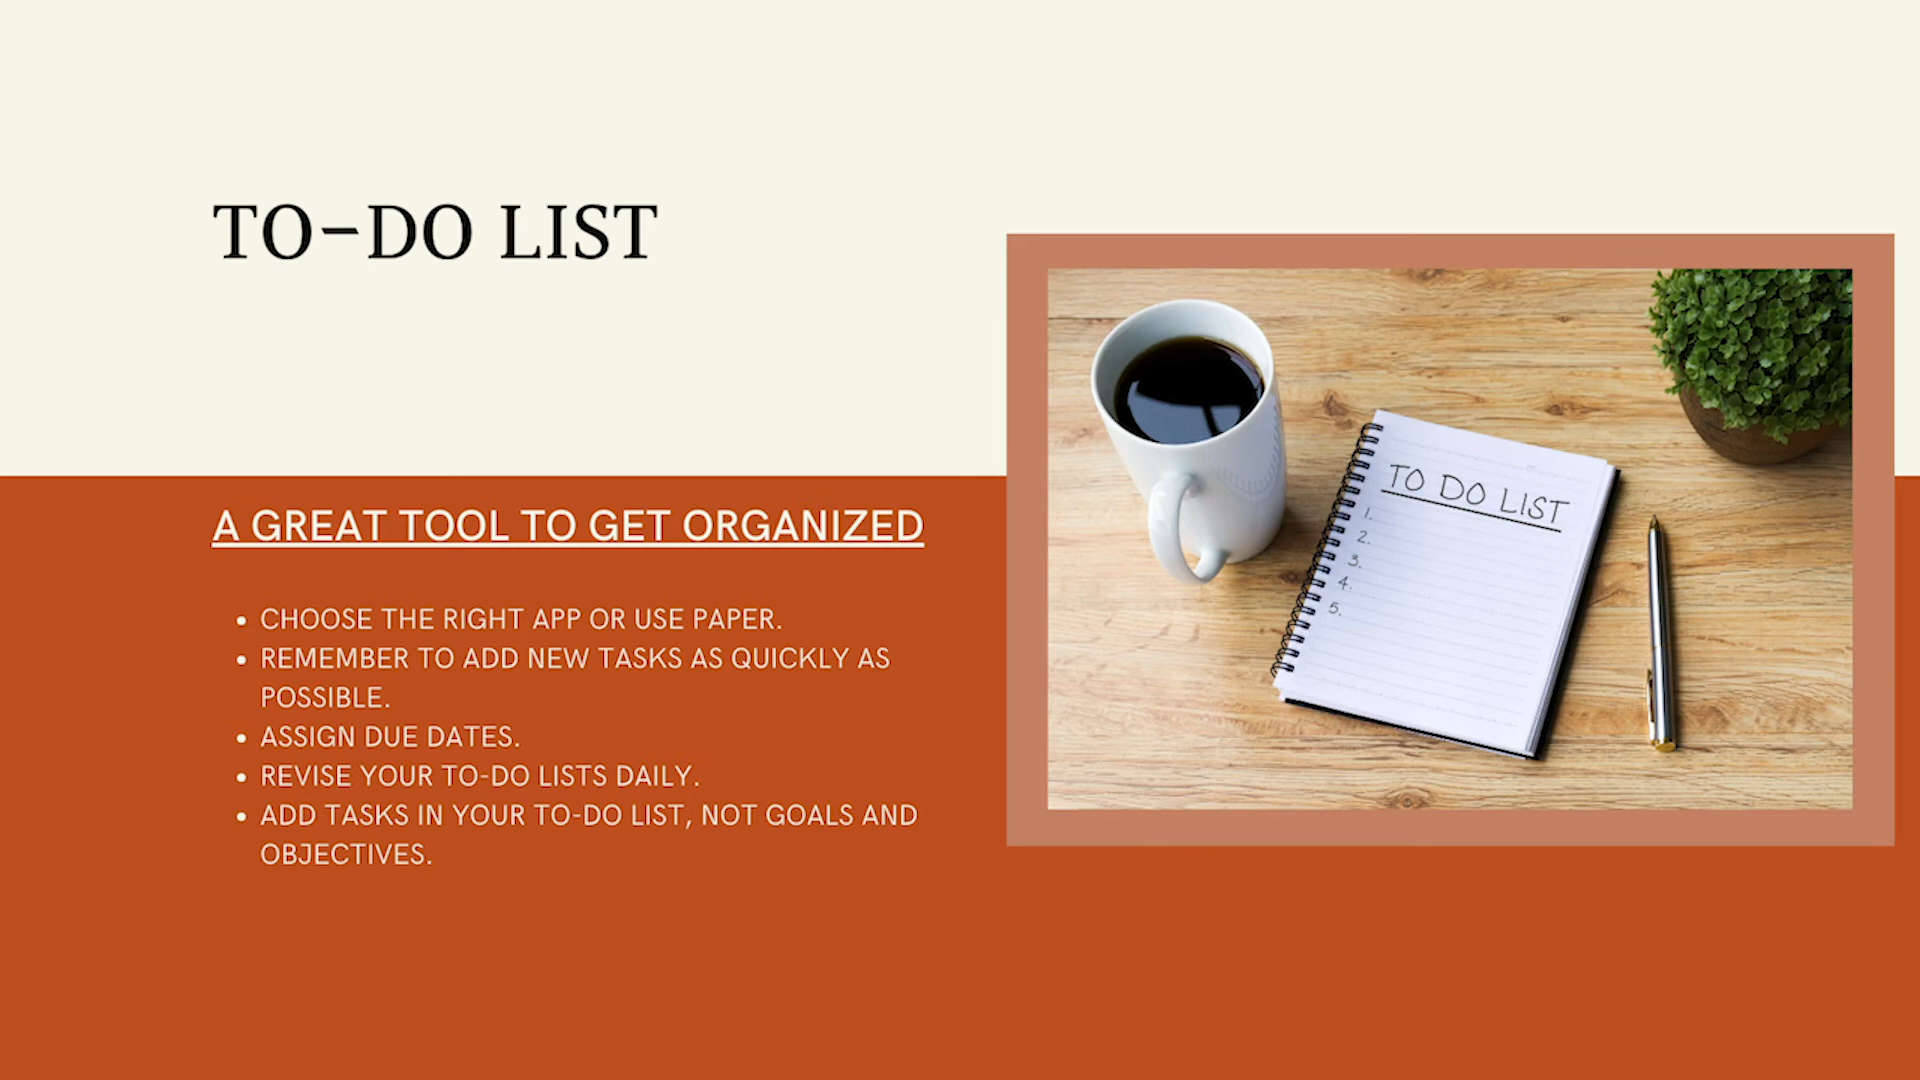 TO-DO LIST
A GREAT TOOL TO GET ORGANIZED
• CHOOSE THE RIGHT APP OR USE PAPER.
• REMEMBER TO ADD NEW TASKS AS QUICKLY AS
POSSIBLE.
• ASSIGN DUE DATES.
• REVISE YOUR TO-DO LISTS DAILY.
• ADD TASKS IN YOUR TO-DO LIST, NOT GOALS AND
OBJECTIVES.
TO DO LIST
1.
2.
3.
4.
5.